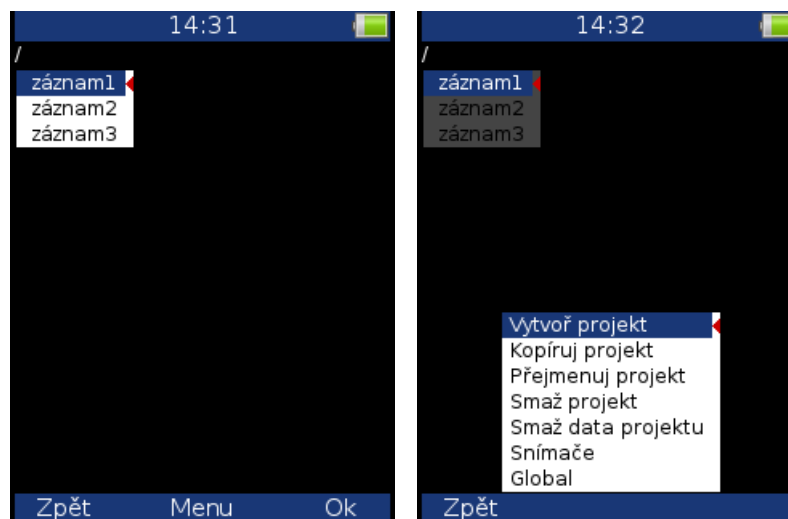 14:31
/
záznam1
záznam2
záznam3
Zpět Menu Ok
14:32
/
záznam1
záznam2
záznam3
Vytvoř projekt
Kopíruj projekt
Přejmenuj projekt
Smaž projekt
Smaž data projektu
Snímače
Global
Zpět